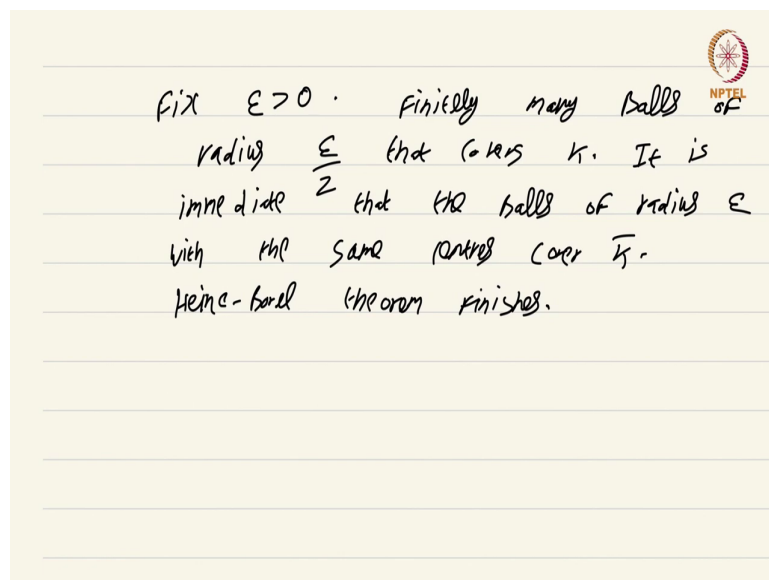 NPTEL
Fix ε>0. Finitely many Balls of
radius ε/2 that covers K. It is
immediate that the Balls of radius ε
with the same centres cover K̅.
Heine-Borel theorem finishes.